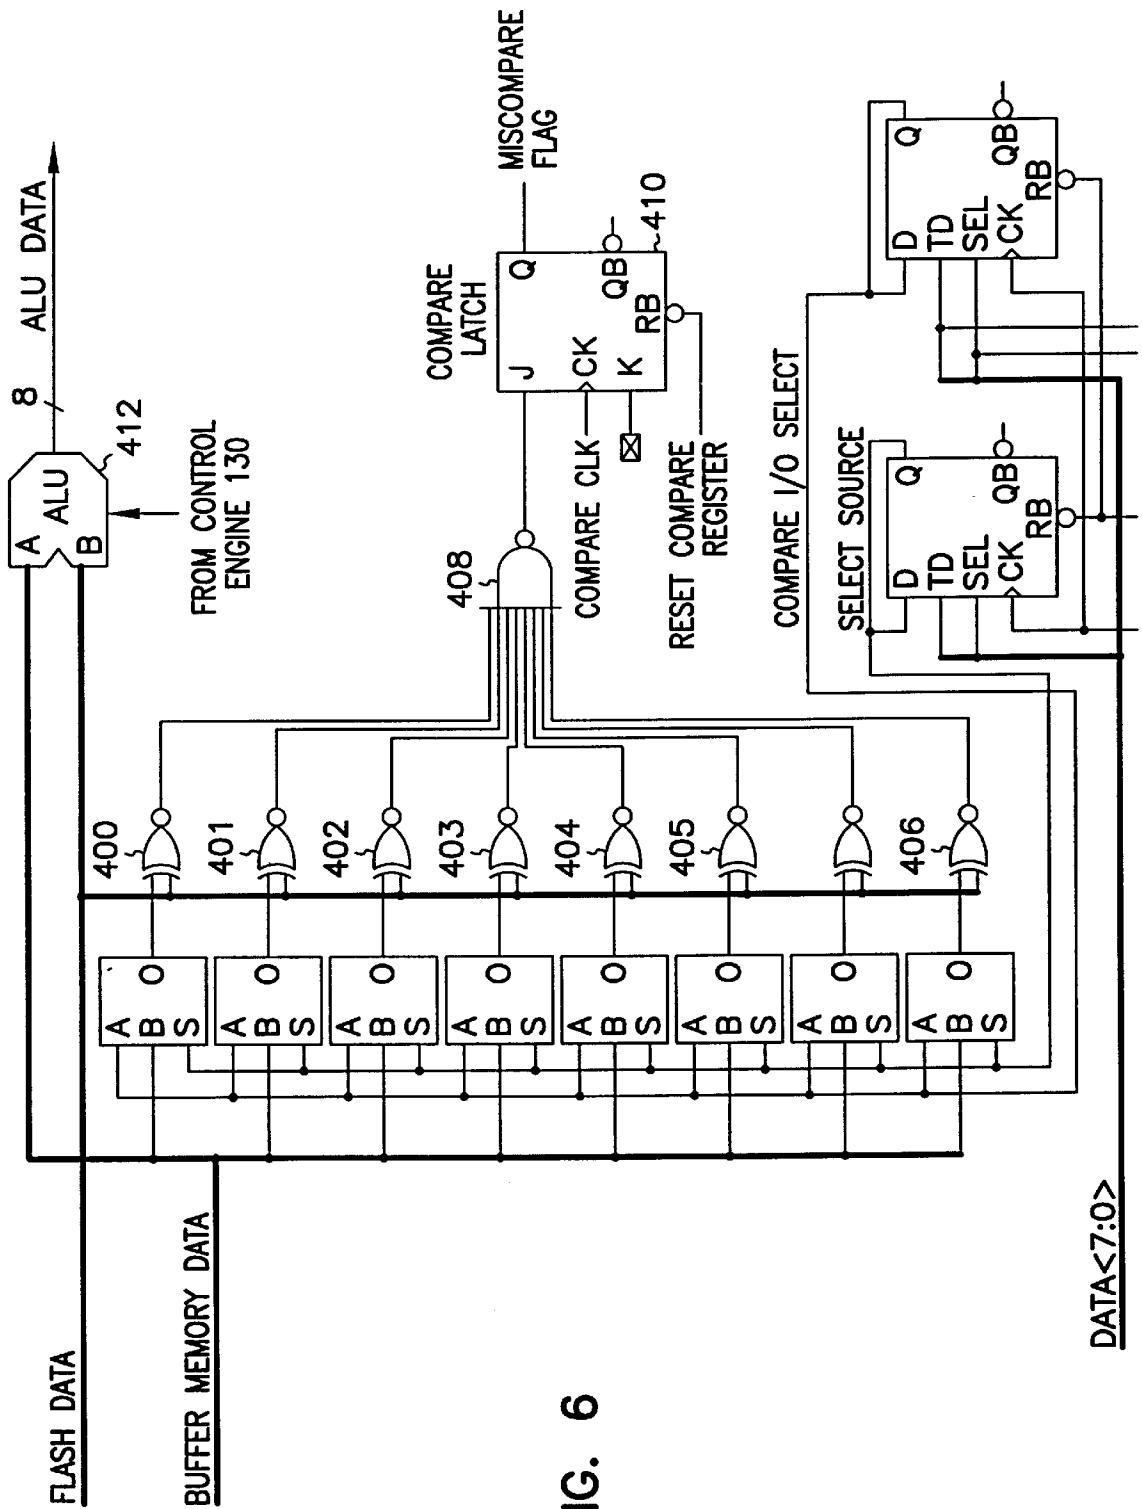 FLASH DATA
BUFFER MEMORY DATA
A
B
ALU
412
8
ALU DATA
FROM CONTROL
ENGINE 130
A
B
S
O
A
B
S
O
A
B
S
O
A
B
S
O
A
B
S
O
A
B
S
O
A
B
S
O
A
B
S
O
400
401
402
403
404
405
406
408
COMPARE
LATCH
J
CK
K
Q
QB
RB
410
MISCOMPARE
FLAG
COMPARE CLK
RESET COMPARE
REGISTER
COMPARE I/O SELECT
SELECT SOURCE
D
TD
SEL
CK
Q
QB
RB
D
TD
SEL
CK
Q
QB
RB
DATA<7:0>
IG. 6